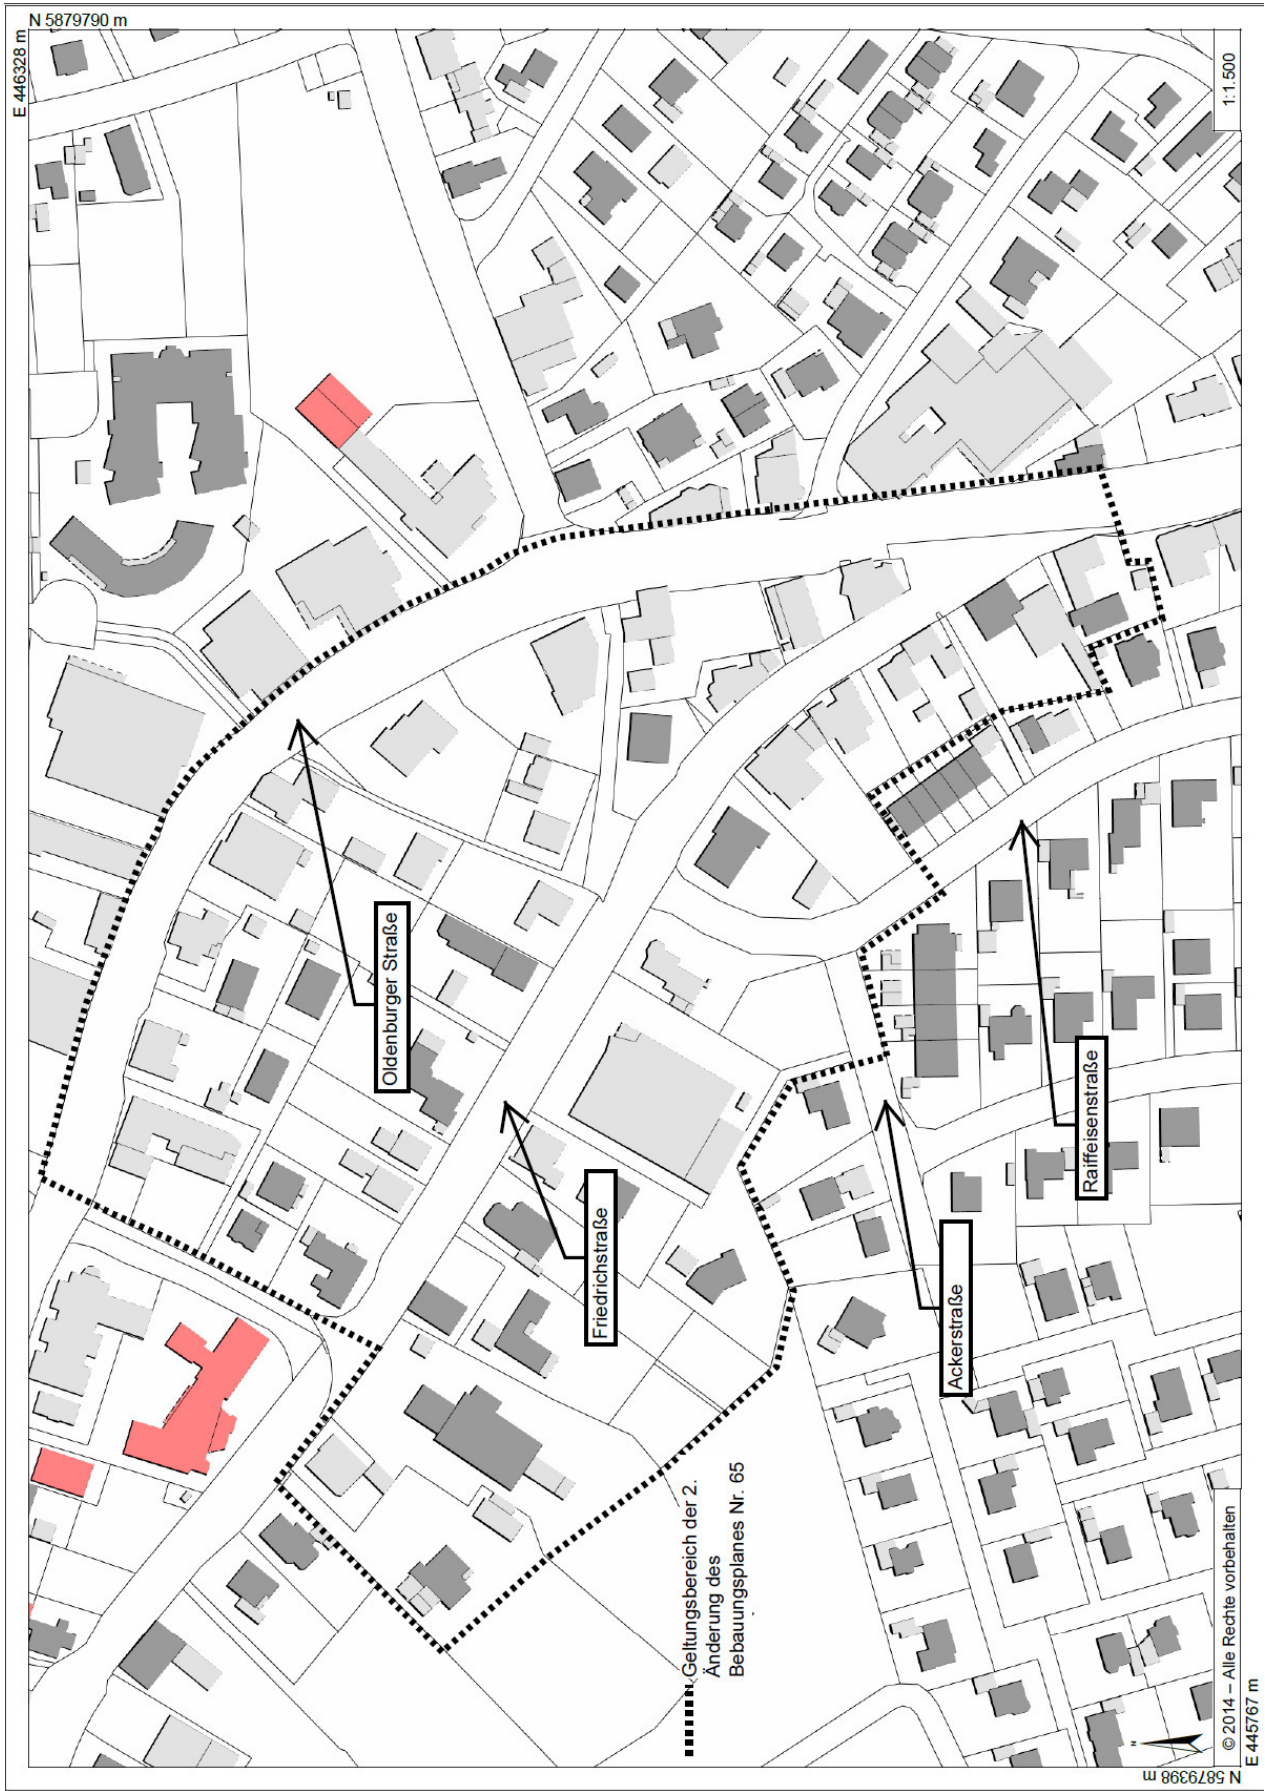 N 5879790 m
E 446328 m
1:1.500
Oldenburger Straße
Friedrichstraße
Raiffeisenstraße
Ackerstraße
Geltungsbereich der 2.
Änderung des
Bebauungsplanes Nr. 65
N
© 2014 – Alle Rechte vorbehalten
E 445767 m
N 5879398 m